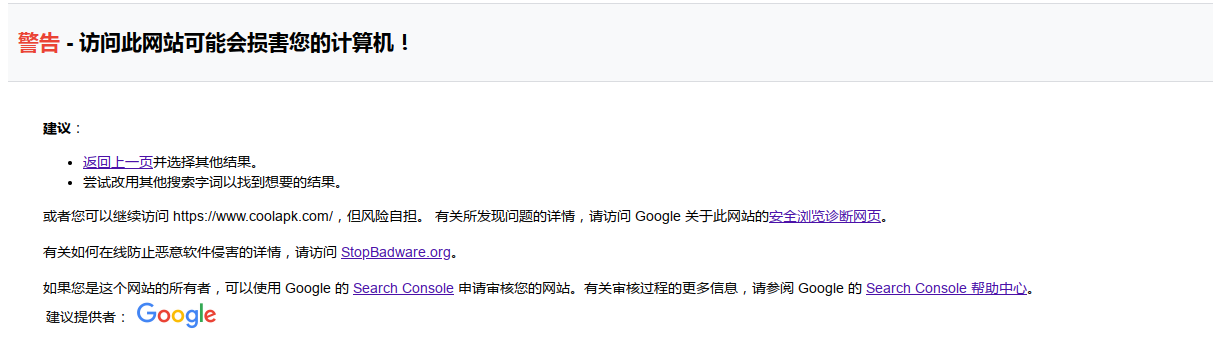 警告 - 访问此网站可能会损害您的计算机！
建议：
• 返回上一页并选择其他结果。
• 尝试改用其他搜索字词以找到想要的结果。
或者您可以继续访问 https://www.coolapk.com/，但风险自担。 有关所发现问题的详情，请访问 Google 关于此网站的安全浏览诊断网页。
有关如何在线防止恶意软件侵害的详情，请访问 StopBadware.org。
如果您是这个网站的所有者，可以使用 Google 的 Search Console 申请审核您的网站。有关审核过程的更多信息，请参阅 Google 的 Search Console 帮助中心。
建议提供者： Google